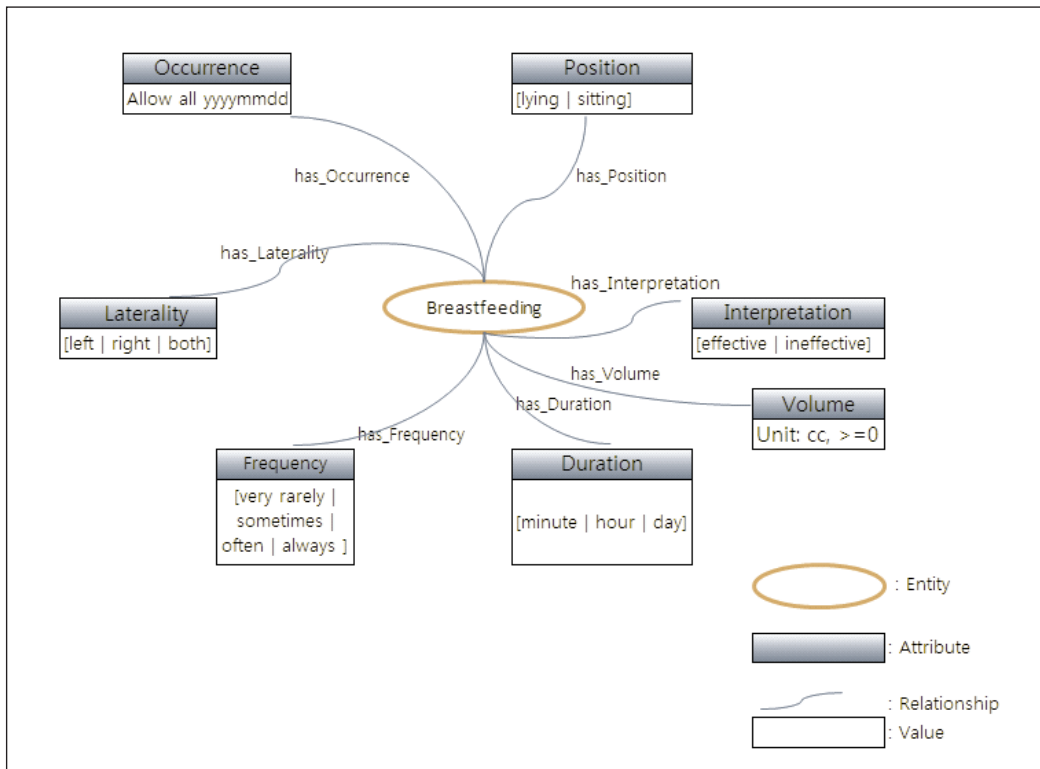 Occurrence
Allow all yyyymmdd
Position
[lying | sitting]
has_Occurrence
has_Position
has_Laterality
has_Interpretation
Laterality
[left | right | both]
Breastfeeding
Interpretation
[effective | ineffective]
has_Volume
has_Duration
Volume
Unit: cc, >=0
has_Frequency
Frequency
[very rarely |
sometimes |
often | always ]
Duration
[minute | hour | day]
: Entity
: Attribute
: Relationship
: Value